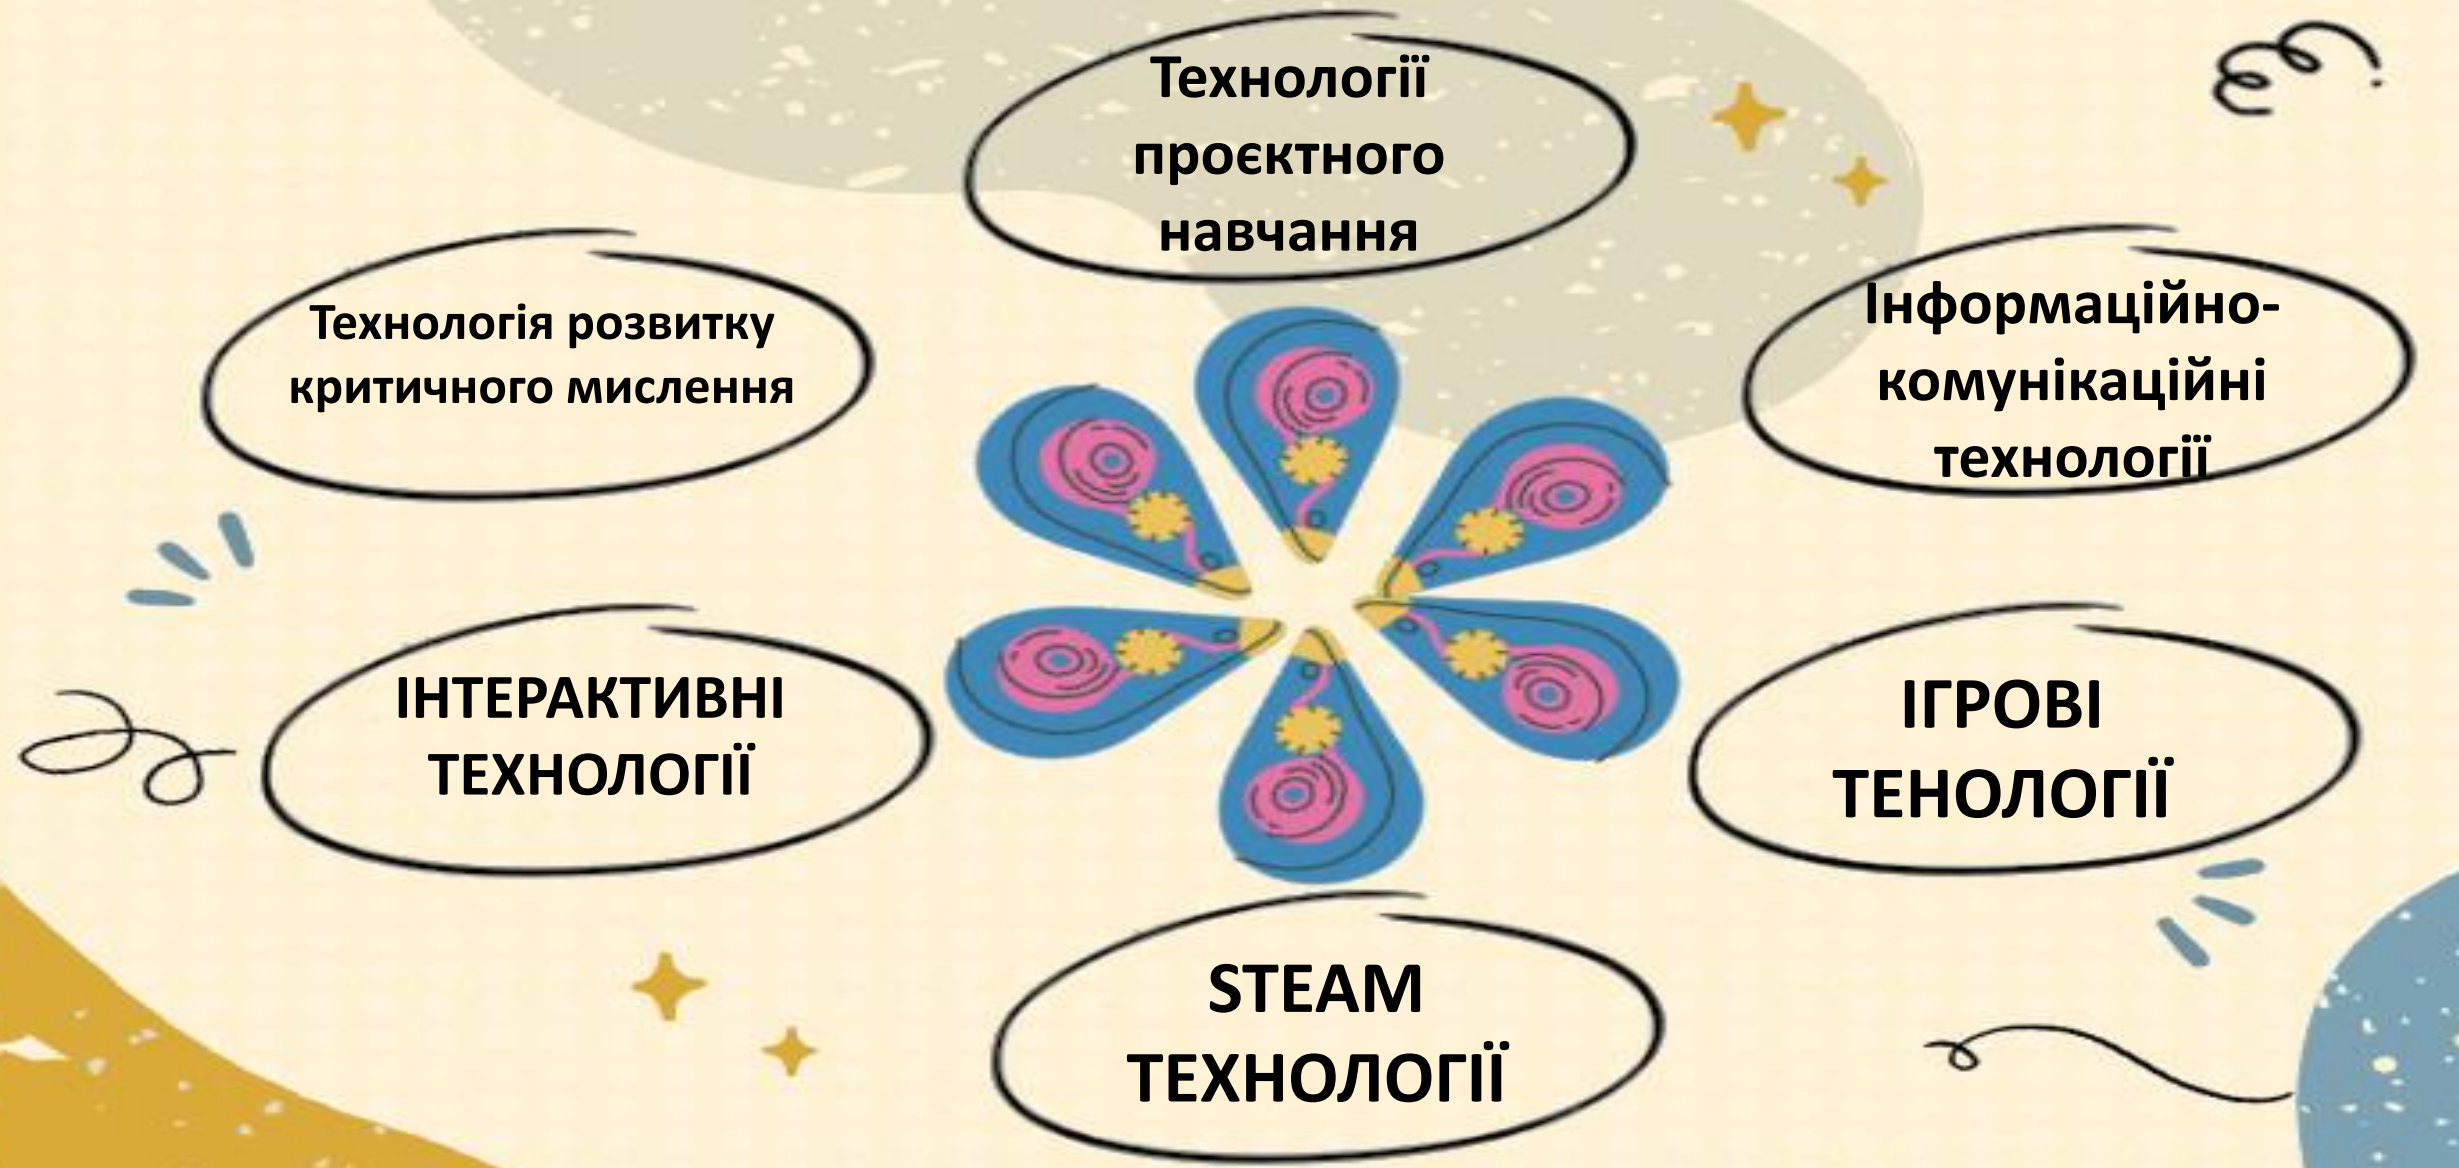 Технології
проєктного
навчання
Технологія розвитку
критичного мислення
Інформаційно-
комунікаційні
технології
ІНТЕРАКТИВНІ
ТЕХНОЛОГІЇ
ІГРОВІ
ТЕНОЛОГІЇ
STEAM
ТЕХНОЛОГІЇ